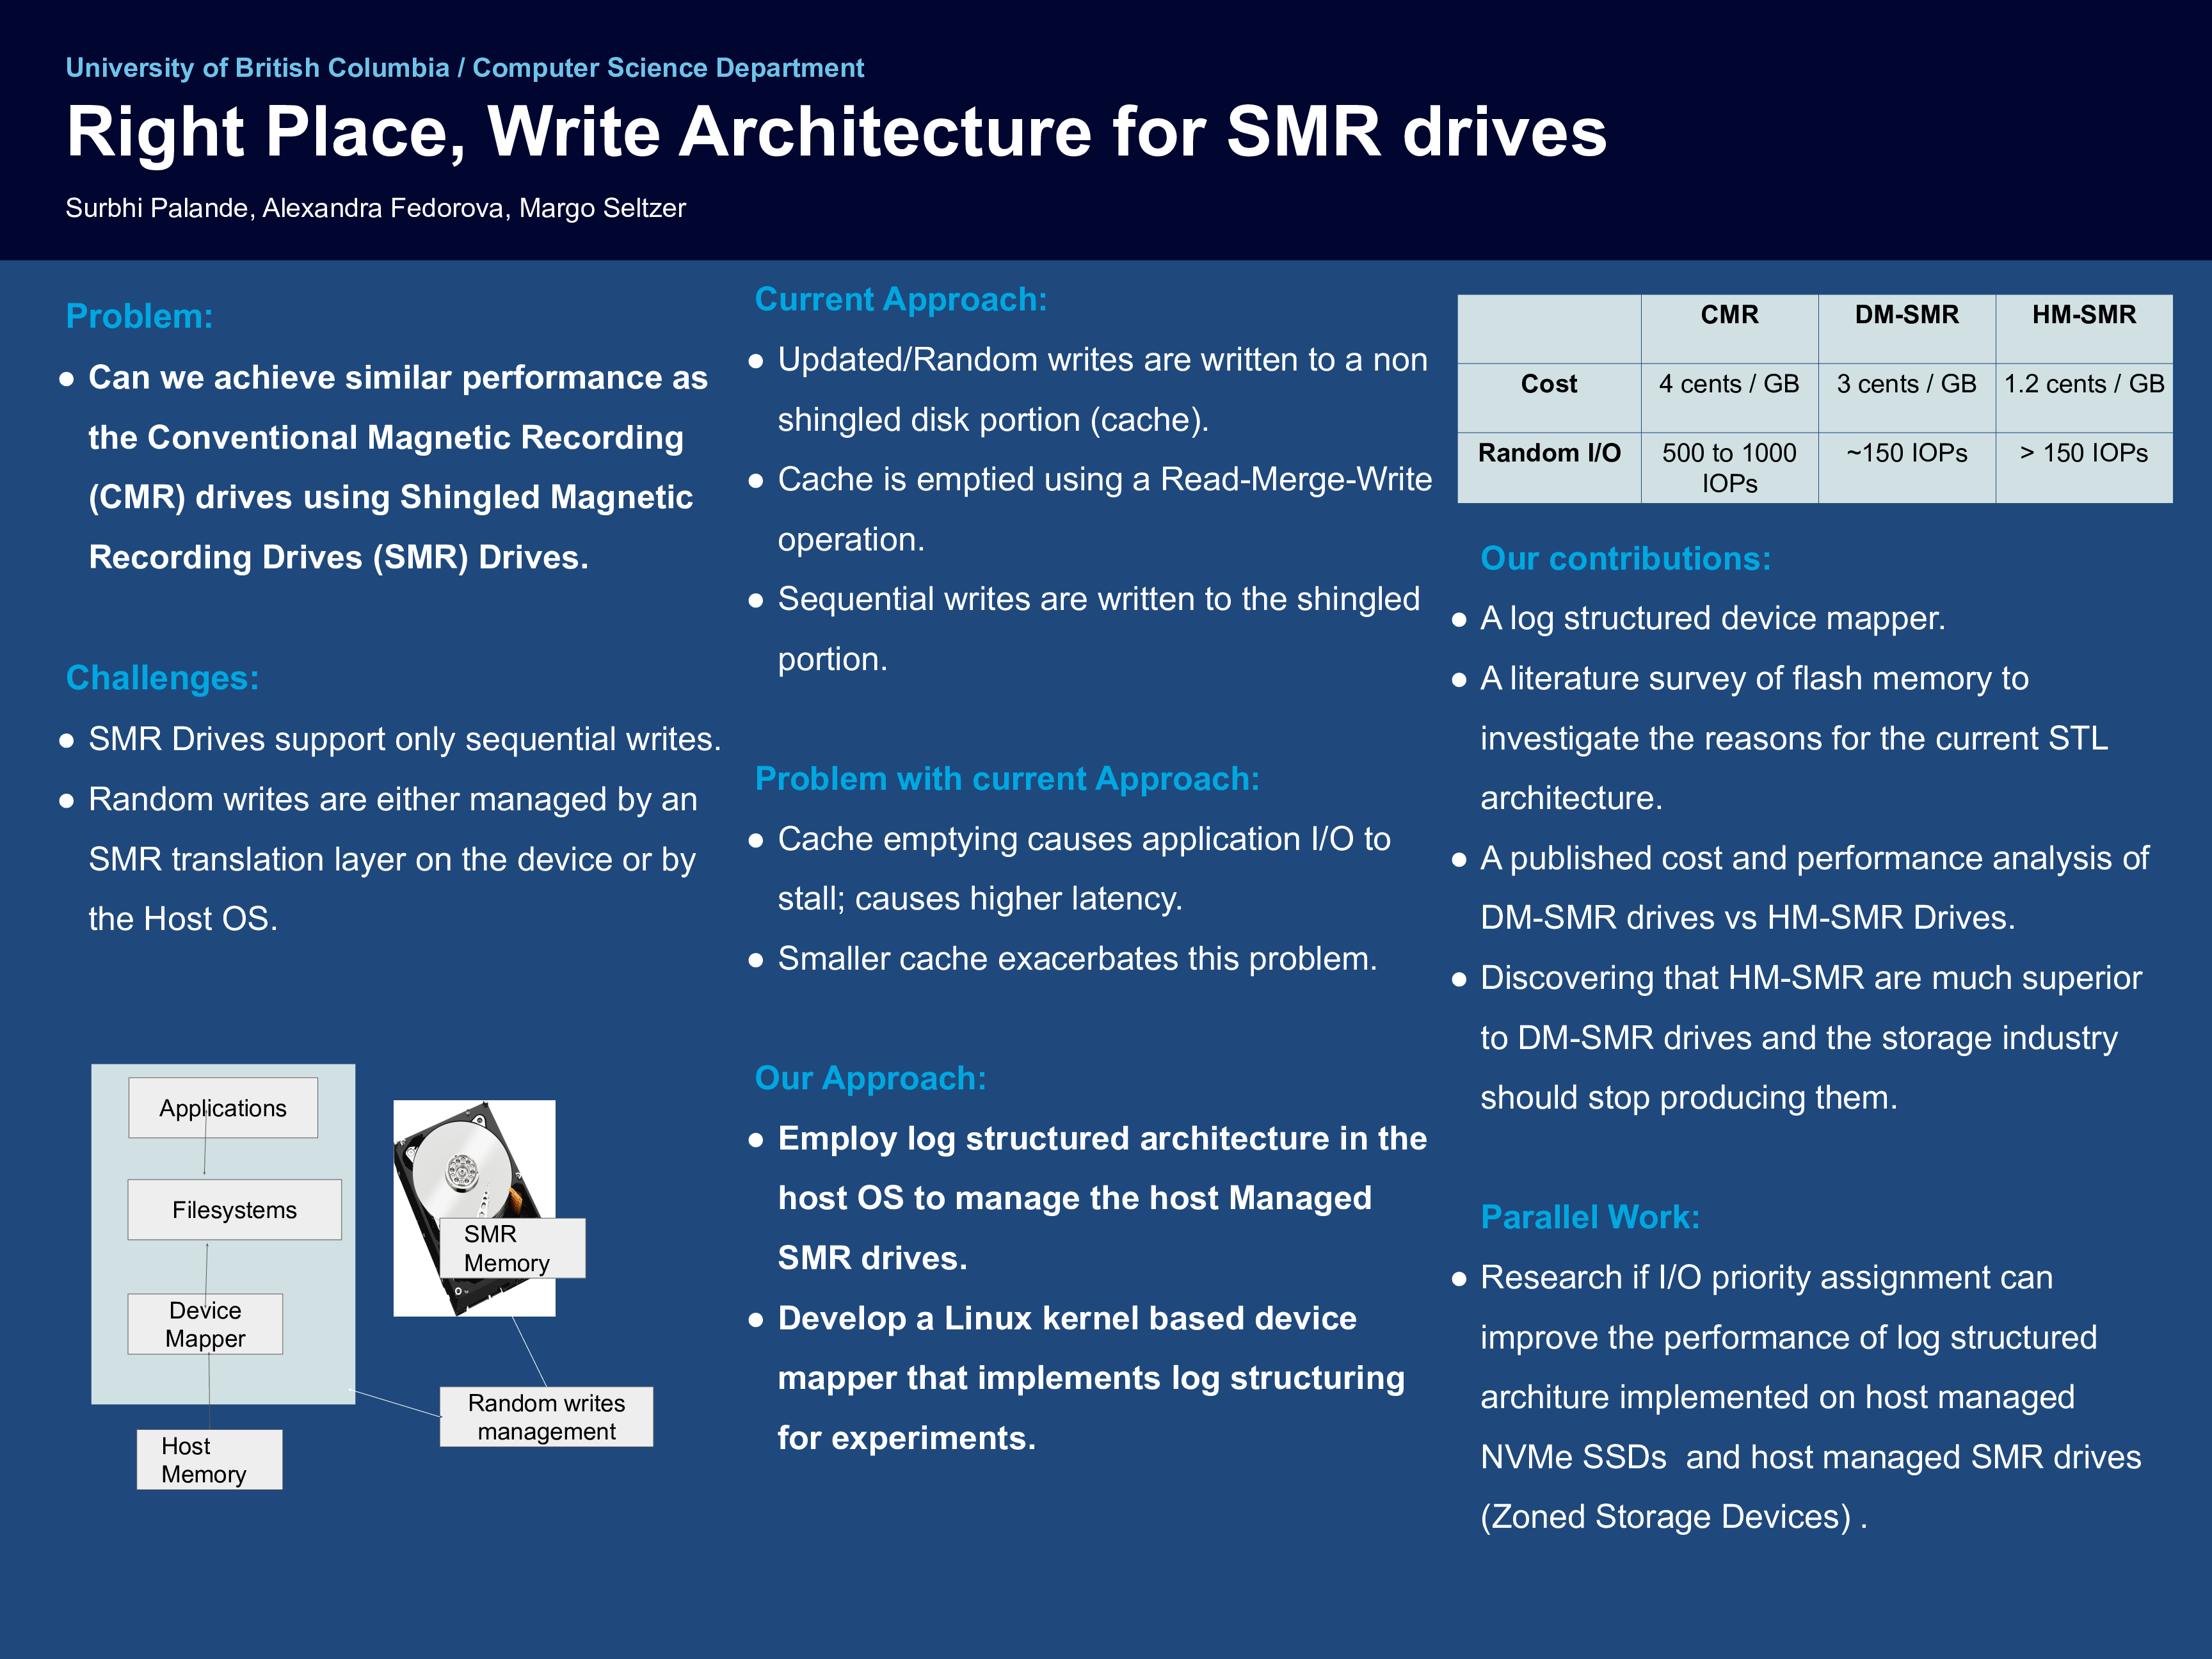 University of British Columbia / Computer Science Department
Right Place, Write Architecture for SMR drives
Surbhi Palande, Alexandra Fedorova, Margo Seltzer
Problem:
● Can we achieve similar performance as
the Conventional Magnetic Recording
(CMR) drives using Shingled Magnetic
Recording Drives (SMR) Drives.
Challenges:
● SMR Drives support only sequential writes.
● Random writes are either managed by an
SMR translation layer on the device or by
the Host OS.
Applications
Filesystems
Device
Mapper
Host
Memory
SMR
Memory
Random writes
management
Current Approach:
● Updated/Random writes are written to a non
shingled disk portion (cache).
● Cache is emptied using a Read-Merge-Write
operation.
● Sequential writes are written to the shingled
portion.
Problem with current Approach:
● Cache emptying causes application I/O to
stall; causes higher latency.
● Smaller cache exacerbates this problem.
Our Approach:
● Employ log structured architecture in the
host OS to manage the host Managed
SMR drives.
● Develop a Linux kernel based device
mapper that implements log structuring
for experiments.
CMR DM-SMR HM-SMR
Cost 4 cents / GB 3 cents / GB 1.2 cents / GB
Random I/O 500 to 1000 ~150 IOPs > 150 IOPs
IOPs
Our contributions:
● A log structured device mapper.
● A literature survey of flash memory to
investigate the reasons for the current STL
architecture.
● A published cost and performance analysis of
DM-SMR drives vs HM-SMR Drives.
● Discovering that HM-SMR are much superior
to DM-SMR drives and the storage industry
should stop producing them.
Parallel Work:
● Research if I/O priority assignment can
improve the performance of log structured
architure implemented on host managed
NVMe SSDs  and host managed SMR drives
(Zoned Storage Devices) .